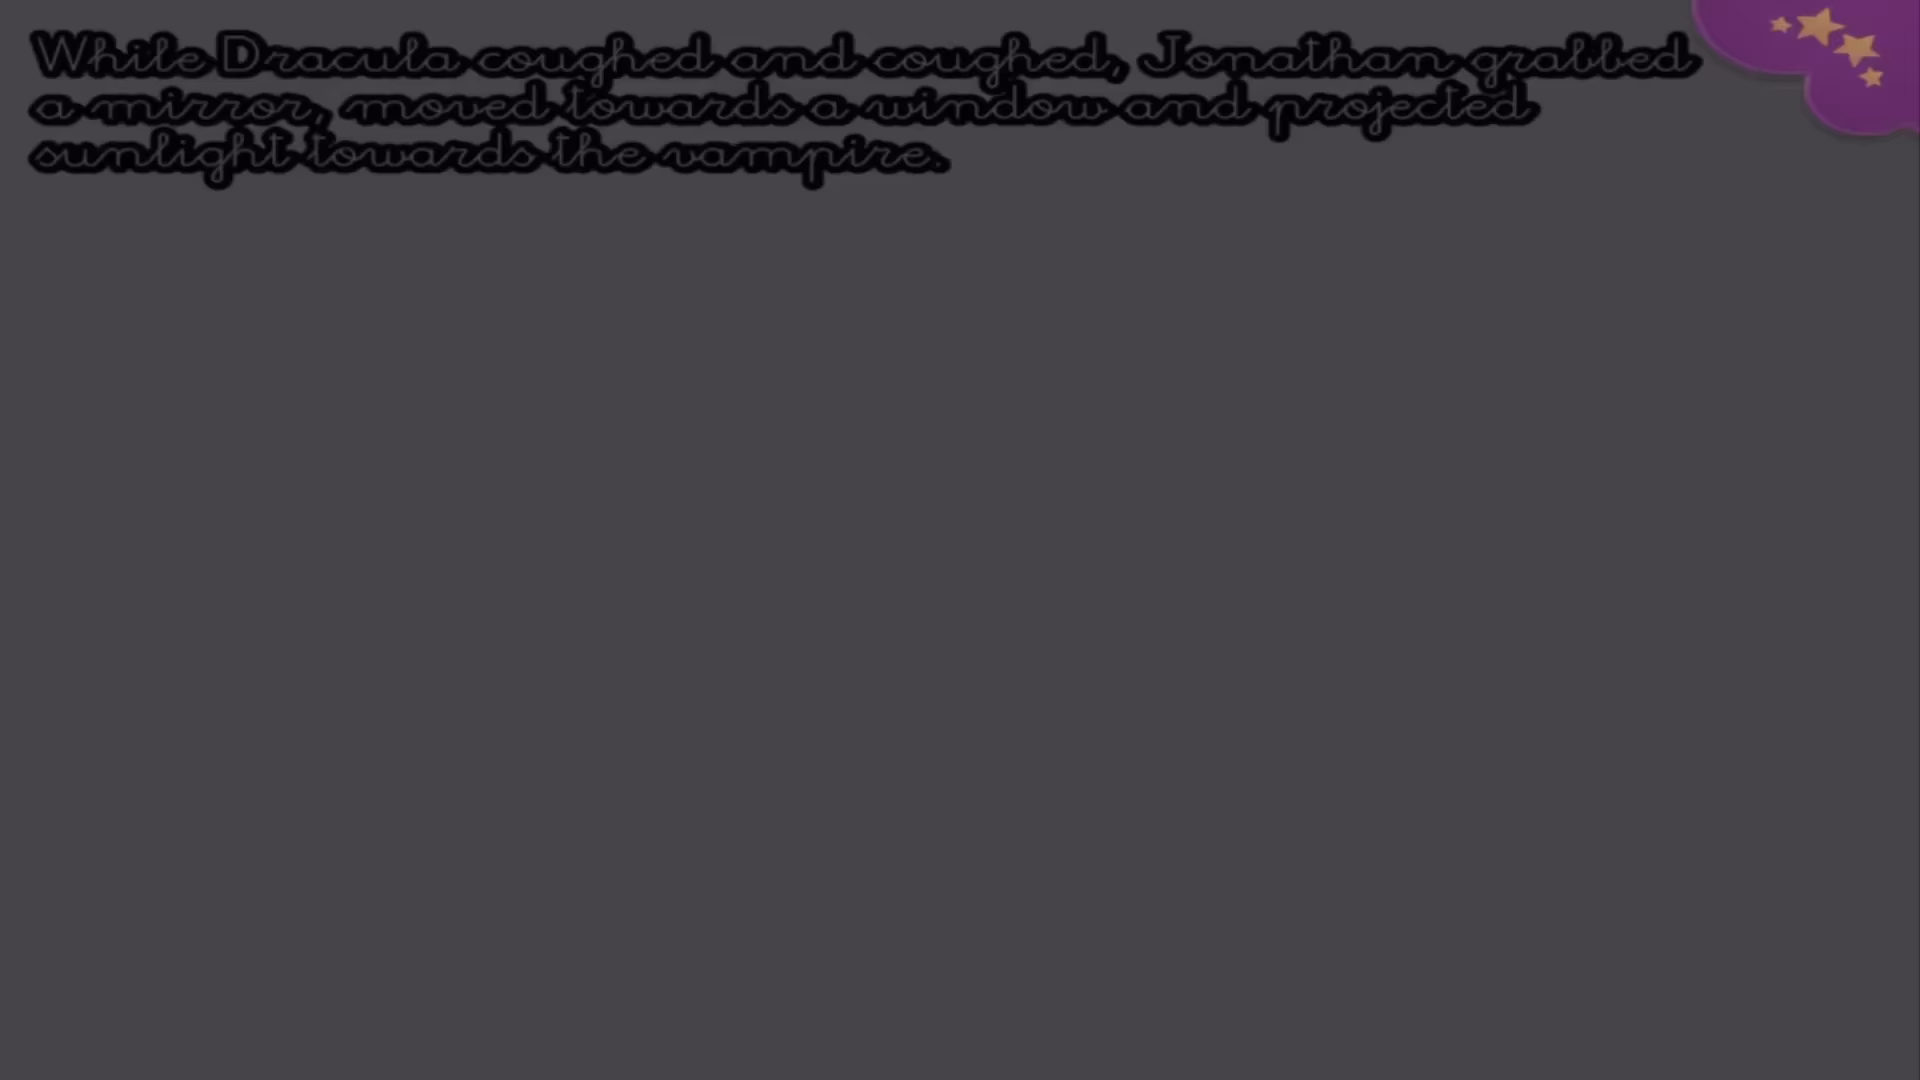 While Dracula coughed and coughed, Jonathan grabbed
a mirror, moved towards a window and projected
sunlight towards the vampire.